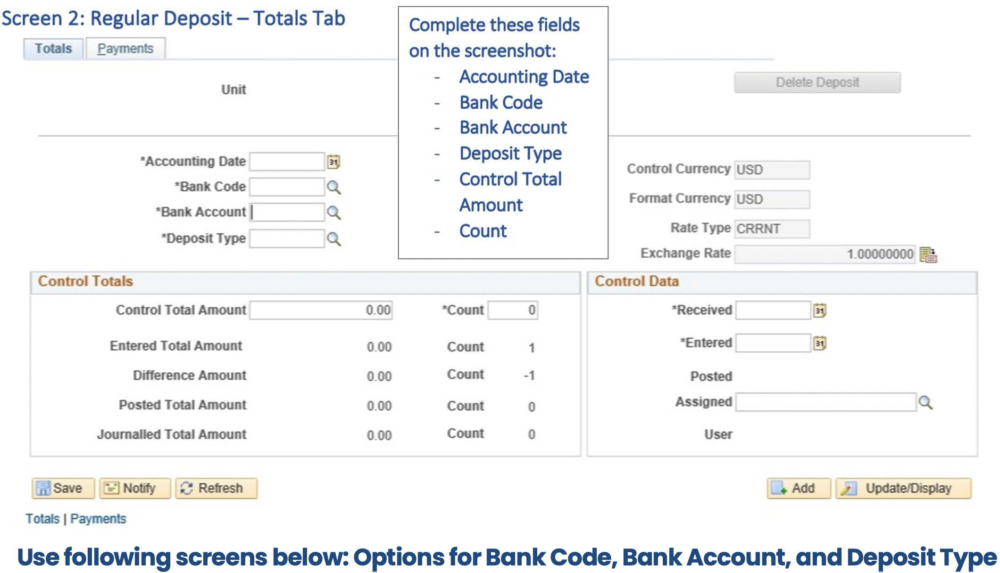 Screen 2: Regular Deposit – Totals Tab
Complete these fields
on the screenshot:
- Accounting Date
- Bank Code
- Bank Account
- Deposit Type
- Control Total
Amount
- Count
Totals Payments
Unit
Delete Deposit
*Accounting Date 31
*Bank Code
*Bank Account
*Deposit Type
Control Currency USD
Format Currency USD
Rate Type CRRNT
Exchange Rate 1.00000000
Control Totals
Control Total Amount 0.00 *Count 0
Entered Total Amount 0.00 Count 1
Difference Amount 0.00 Count -1
Posted Total Amount 0.00 Count 0
Journalled Total Amount 0.00 Count 0
Control Data
*Received 31
*Entered 31
Posted
Assigned
User
Save Notify Refresh
Add Update/Display
Totals | Payments
Use following screens below: Options for Bank Code, Bank Account, and Deposit Type